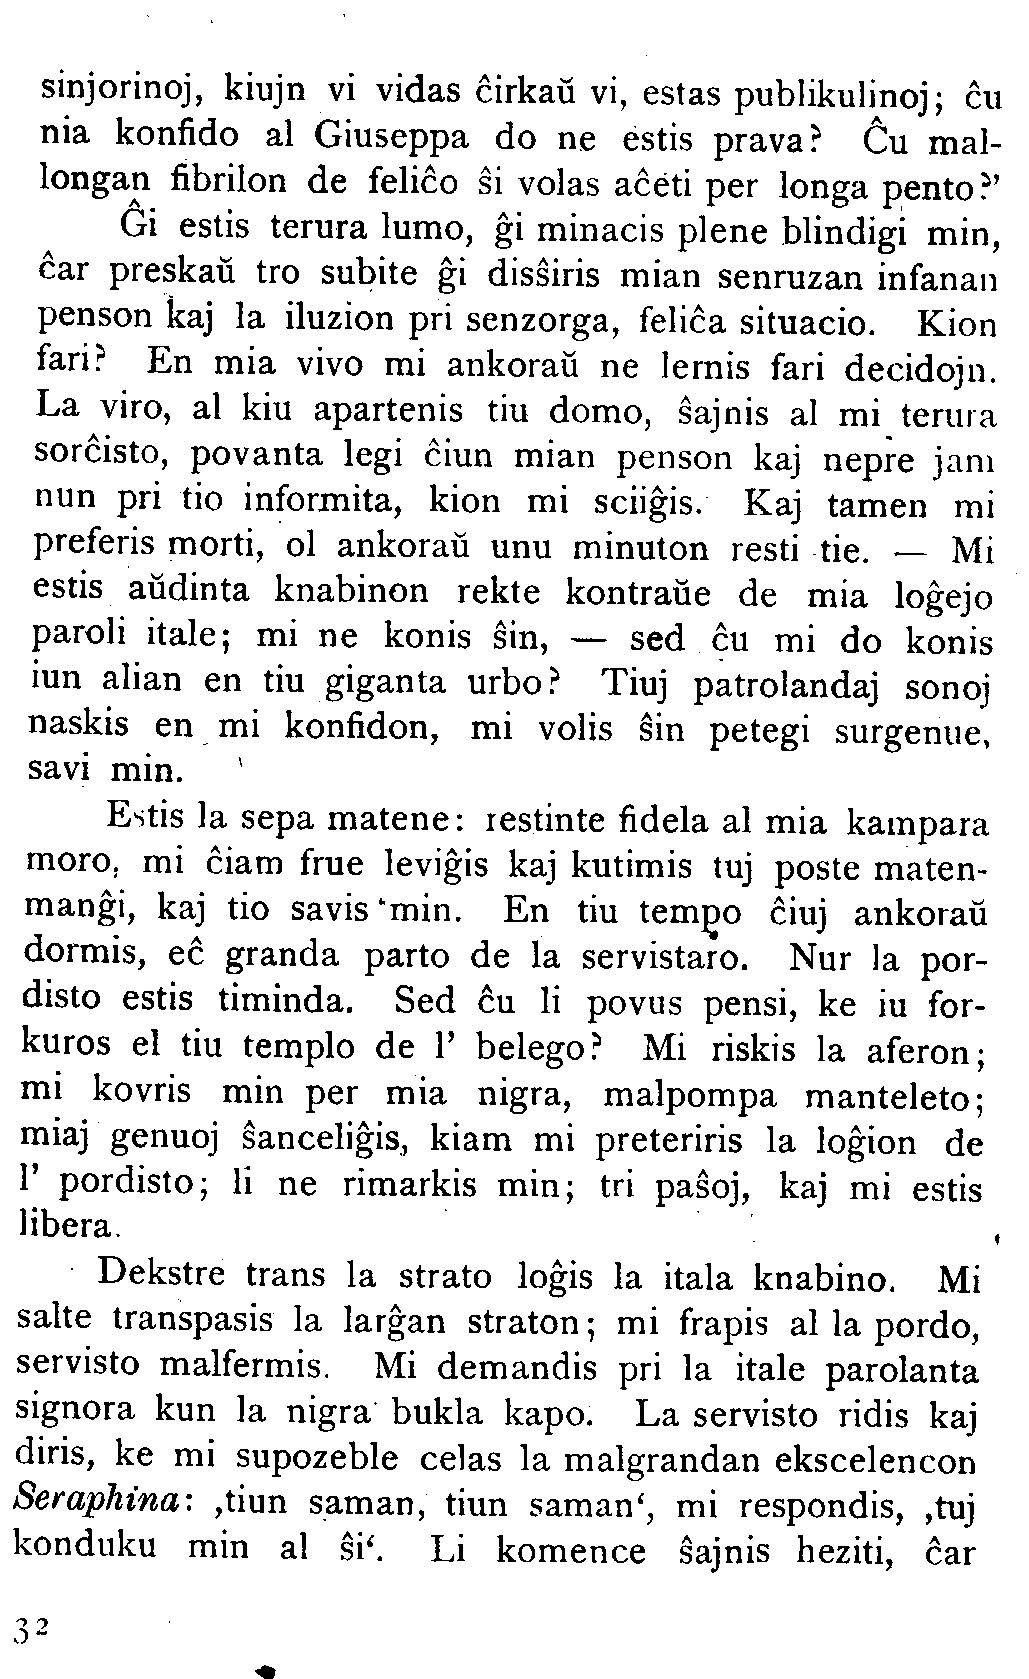 sinjorinoj, kiujn vi vidas ĉirkaŭ vi, estas publikulinoj; ĉu
nia konfido al Giuseppa do ne estis prava? Ĉu mal-
longan fibrilon de feliĉo ŝi volas aĉeti per longa pento?’
Ĝi estis terura lumo, ĝi minacis plene blindigi min,
ĉar preskaŭ tro subite ĝi disŝiris mian senruzan infanan
penson kaj la iluzion pri senzorga, feliĉa situacio. Kion
fari? En mia vivo mi ankoraŭ ne lernis fari decidojn.
La viro, al kiu apartenis tiu domo, ŝajnis al mi terura
sorĉisto, povanta legi ĉiun mian penson kaj nepre jam
nun pri tio informita, kion mi sciiĝis. Kaj tamen mi
preferis morti, ol ankoraŭ unu minuton resti tie. — Mi
estis aŭdinta knabinon rekte kontraŭe de mia loĝejo
paroli itale; mi ne konis ŝin, — sed ĉu mi do konis
iun alian en tiu giganta urbo? Tiuj patrolandaj sonoj
naskis en mi konfidon, mi volis ŝin petegi surgenue,
savi min.
Estis la sepa matene: restinte fidela al mia kampara
moro, mi ĉiam frue leviĝis kaj kutimis tuj poste maten-
manĝi, kaj tio savis min. En tiu tempo ĉiuj ankoraŭ
dormis, eĉ granda parto de la servistaro. Nur la por-
disto estis timinda. Sed ĉu li povus pensi, ke iu for-
kuros el tiu templo de l’ belego? Mi riskis la aferon;
mi kovris min per mia nigra, malpompa manteleto;
miaj genuoj ŝanceliĝis, kiam mi preteriris la loĝion de
l’ pordisto; li ne rimarkis min; tri paŝoj, kaj mi estis
libera.
Dekstre trans la strato loĝis la itala knabino. Mi
salte transpasis la larĝan straton; mi frapis al la pordo,
servisto malfermis. Mi demandis pri la itale parolanta
signora kun la nigra bukla kapo. La servisto ridis kaj
diris, ke mi supozeble celas la malgrandan ekscelencon
Seraphina: ‚tiun saman, tiun saman‘, mi respondis, ‚tuj
konduku min al ŝi‘. Li komence ŝajnis heziti, ĉar
32